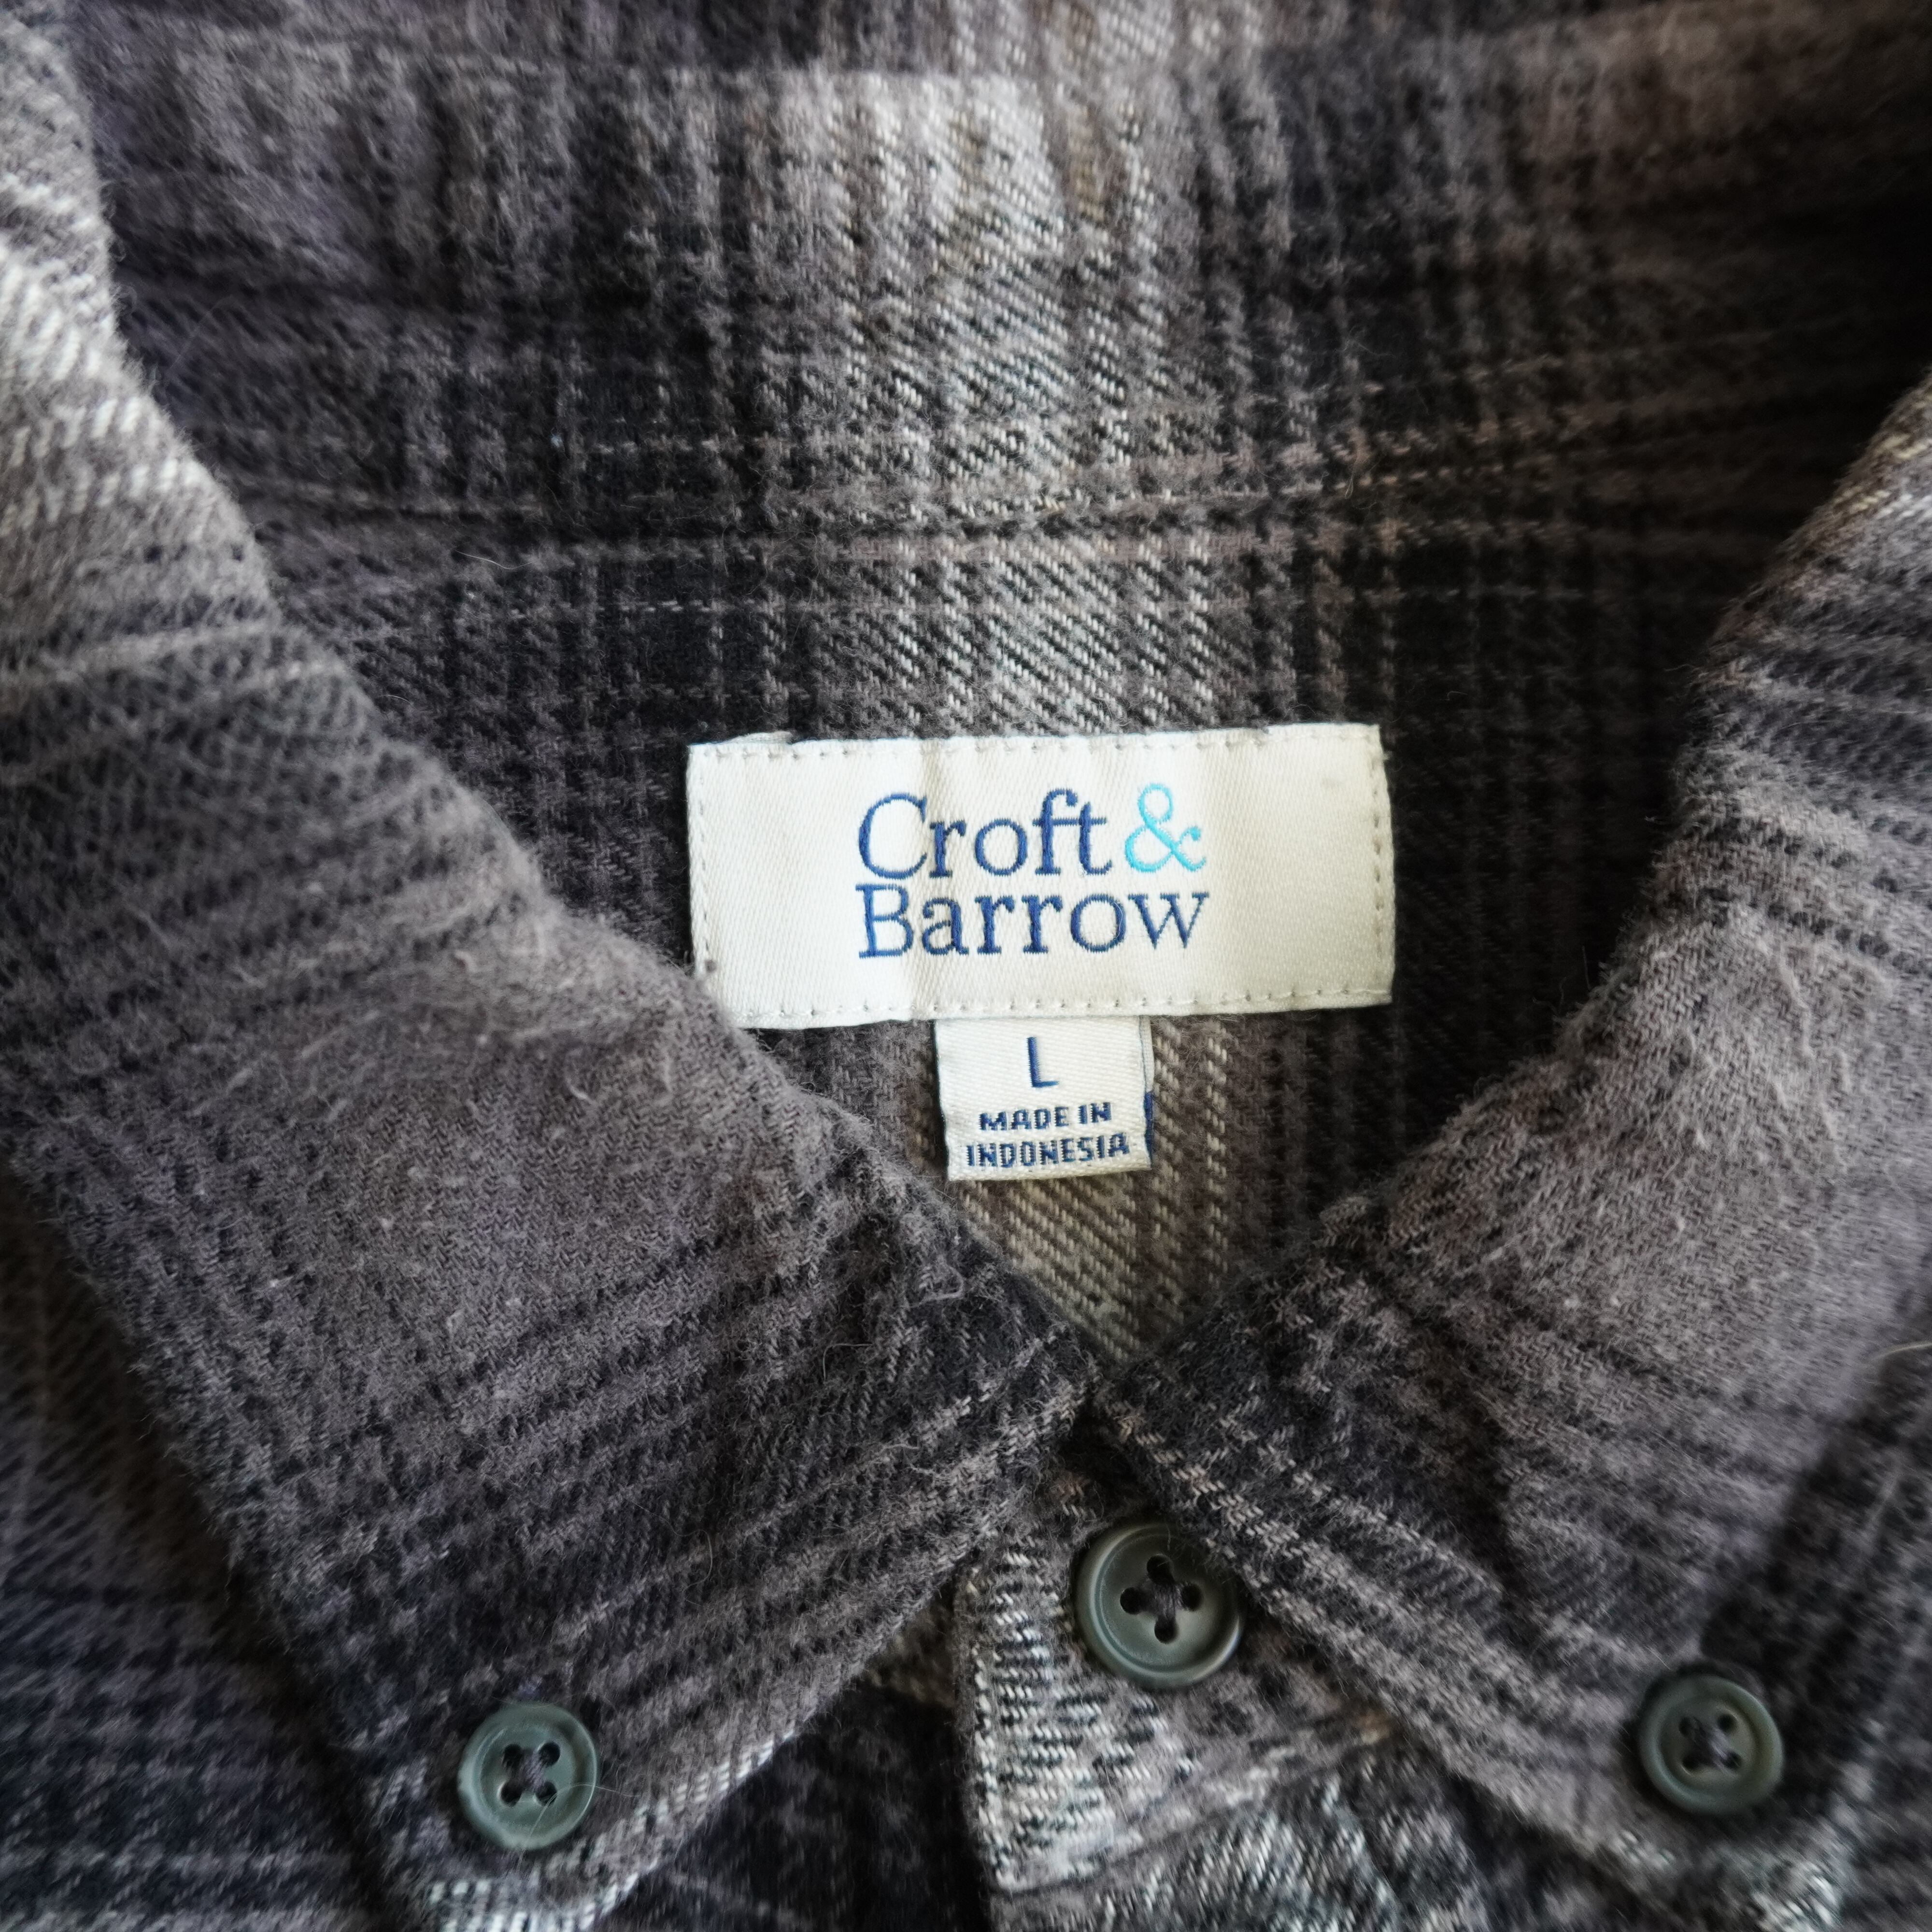 Croft &
Barrow
L
MADE IN
INDONESIA